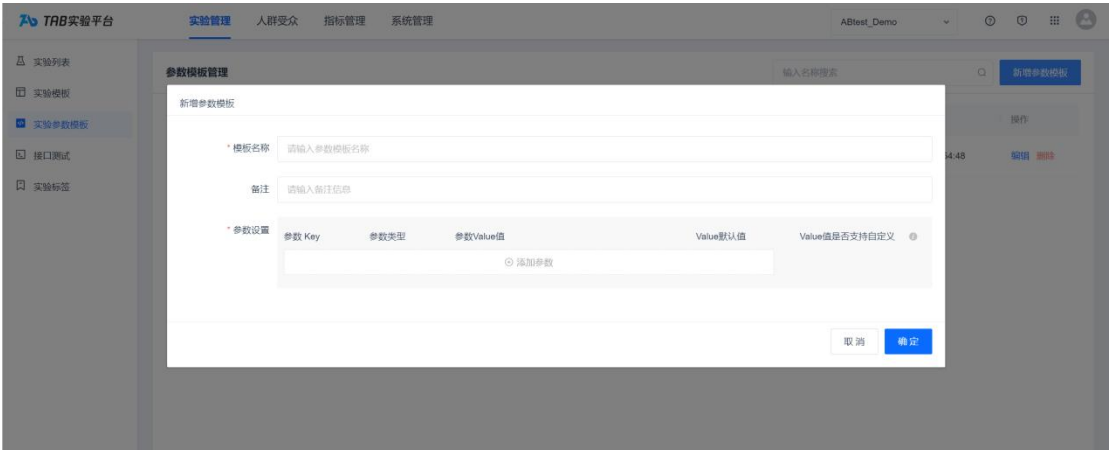 TAB实验平台 实验管理 人群受众 指标管理 系统管理 ABtest_Demo
实验列表
参数模板管理 输入名称搜索 新增参数模板
实验模板
新增参数模板
实验参数模板 操作
* 模板名称 请输入参数模板名称
接口测试 54:48 编辑 删除
实验标签 备注 请输入备注信息
* 参数设置 参数 Key 参数类型 参数Value值 Value默认值 Value值是否支持自定义
添加参数
取消 确定